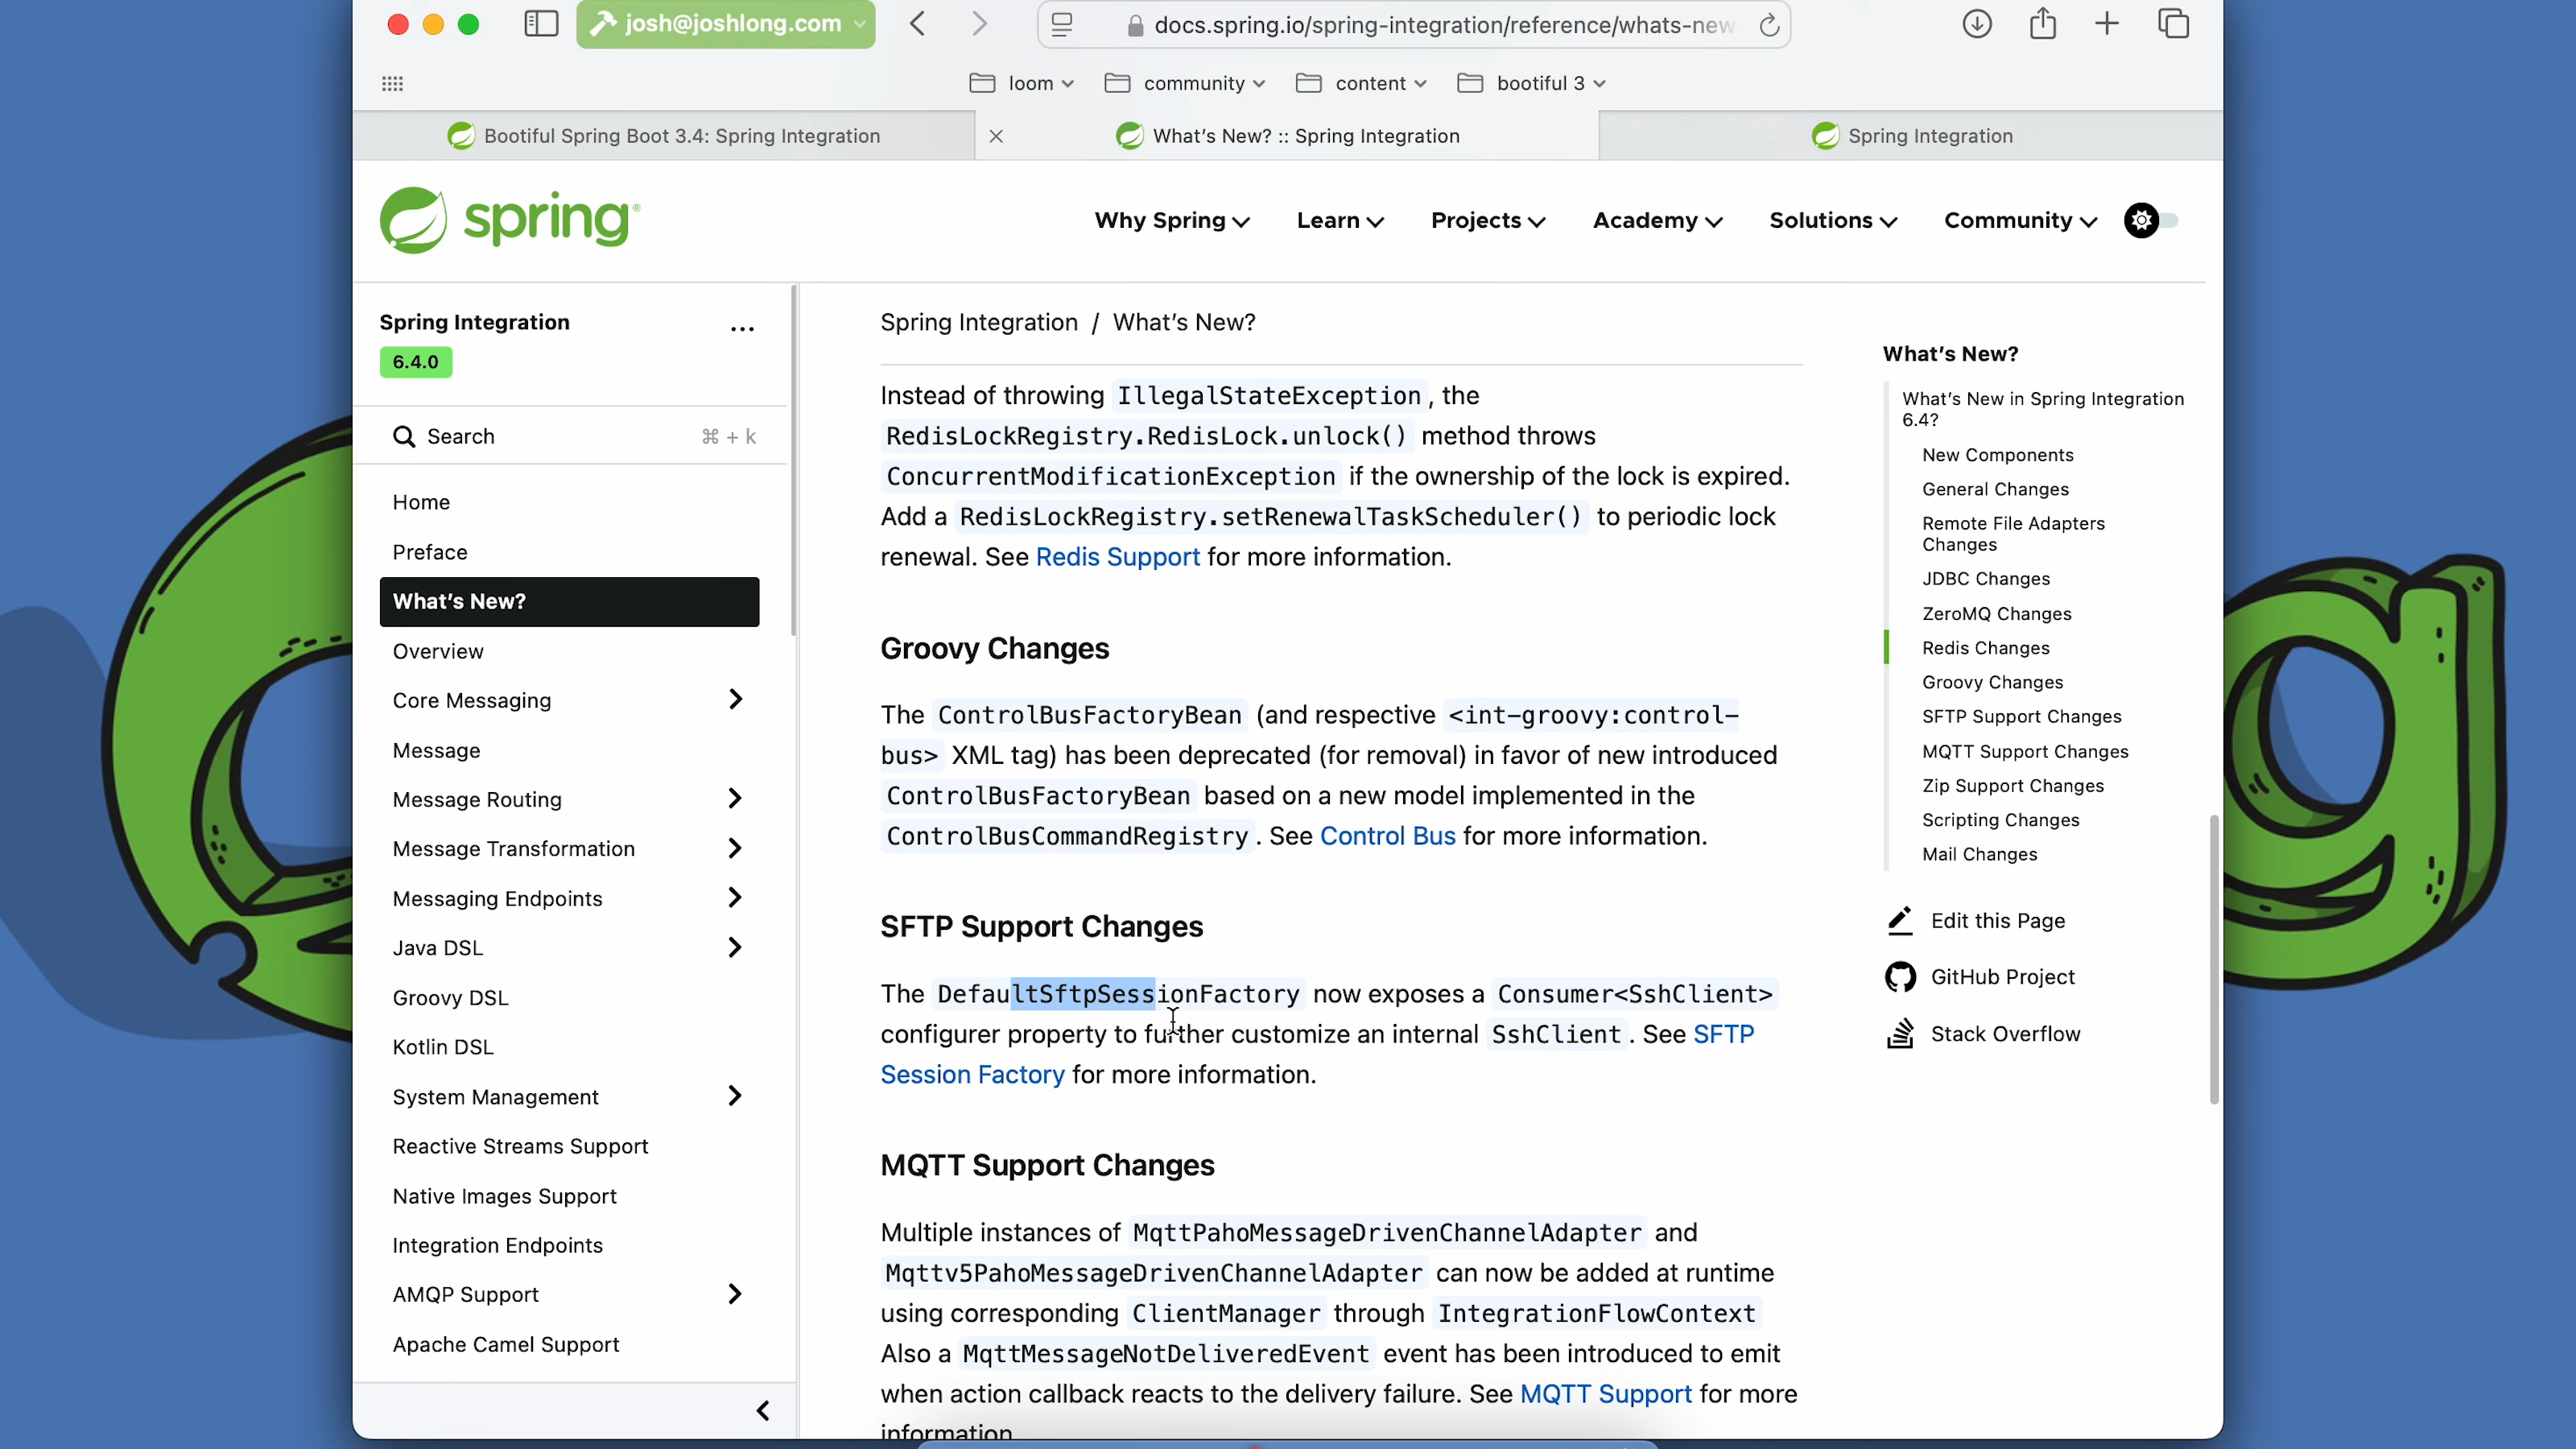 josh@joshlong.com
docs.spring.io/spring-integration/reference/whats-new
loom
community
content
bootiful 3
Bootiful Spring Boot 3.4: Spring Integration
What's New? :: Spring Integration
Spring Integration
spring
Why Spring
Learn
Projects
Academy
Solutions
Community
Spring Integration
...
6.4.0
Search
⌘ + k
Home
Preface
What's New?
Overview
Core Messaging
Message
Message Routing
Message Transformation
Messaging Endpoints
Java DSL
Groovy DSL
Kotlin DSL
System Management
Reactive Streams Support
Native Images Support
Integration Endpoints
AMQP Support
Apache Camel Support
Spring Integration / What's New?
Instead of throwing IllegalStateException, the
RedisLockRegistry.RedisLock.unlock() method throws
ConcurrentModificationException if the ownership of the lock is expired.
Add a RedisLockRegistry.setRenewalTaskScheduler() to periodic lock
renewal. See Redis Support for more information.
Groovy Changes
The ControlBusFactoryBean (and respective <int-groovy:control-
bus> XML tag) has been deprecated (for removal) in favor of new introduced
ControlBusFactoryBean based on a new model implemented in the
ControlBusCommandRegistry. See Control Bus for more information.
SFTP Support Changes
The DefaultSftpSessionFactory now exposes a Consumer<SshClient>
configurer property to further customize an internal SshClient. See SFTP
Session Factory for more information.
MQTT Support Changes
Multiple instances of MqttPahoMessageDrivenChannelAdapter and
Mqttv5PahoMessageDrivenChannelAdapter can now be added at runtime
using corresponding ClientManager through IntegrationFlowContext
Also a MqttMessageNotDeliveredEvent event has been introduced to emit
when action callback reacts to the delivery failure. See MQTT Support for more
information
What's New?
What's New in Spring Integration
6.4?
New Components
General Changes
Remote File Adapters
Changes
JDBC Changes
ZeroMQ Changes
Redis Changes
Groovy Changes
SFTP Support Changes
MQTT Support Changes
Zip Support Changes
Scripting Changes
Mail Changes
Edit this Page
GitHub Project
Stack Overflow
g